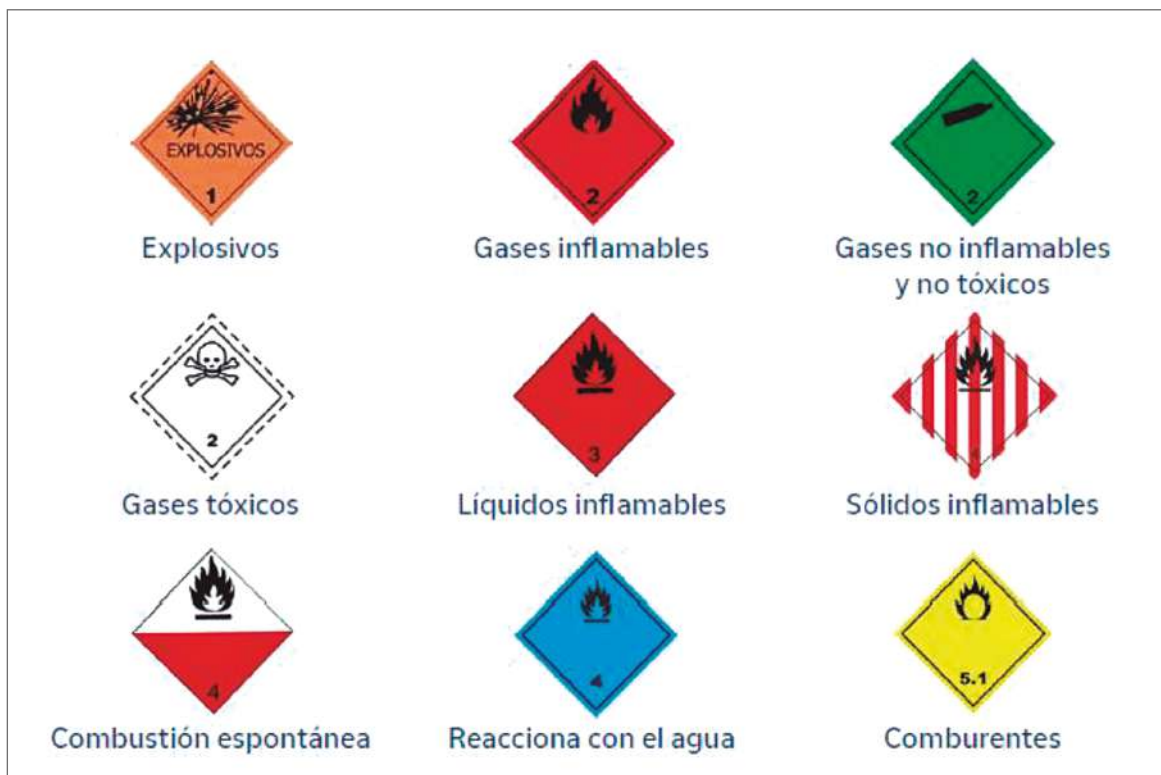 EXPLOSIVOS
1
Explosivos
2
Gases inflamables
2
Gases no inflamables
y no tóxicos
2
Gases tóxicos
3
Líquidos inflamables
4
Sólidos inflamables
4
Combustión espontánea
4
Reacciona con el agua
5.1
Comburentes